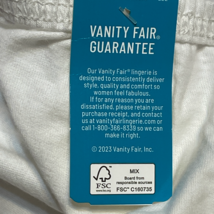 VANITY FAIR®
GUARANTEE
Our Vanity Fair® lingerie is
designed to consistently deliver
style, quality and comfort so
women feel fabulous.
If for any reason you are
dissatisfied, please retain your
purchase receipt, and contact us
at vanityfairlingerie.com or
call 1-800-366-8339 so we can
make it right.
© 2023 Vanity Fair, Inc.
FSC
MIX
Board from
responsible sources
FSC® C160735